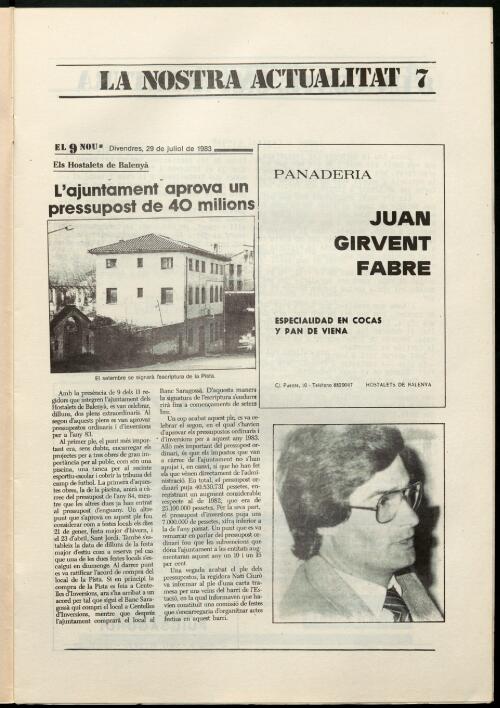 LA NOSTRA ACTUALITAT 7
EL 9 NOU Divendres, 29 de juliol de 1983
Els Hostalets de Balenyà
L'ajuntament aprova un
pressupost de 40 milions
El setembre se signarà l'escriptura de la Pista.
Amb la presència de 9 dels 11 re-
gidors que integren l'ajuntament dels
Hostalets de Balenyà, es van celebrar,
dilluns, dos plens extraordinaris. Al
segon d'aquests plens es van aprovar
pressupostos ordinaris i d'inversions
per a l'any 83.
Al primer ple, el punt més import-
tant era, sens dubte, encarregar els
projectes per a tres obres de gran im-
portància per al poble, com són una
piscina, una tanca per al recinte
esportiu-escolar i cobrir la tribuna del
camp de futbol. La primera d'aques-
tes obres, la de la piscina, anirà a càr-
rec del pressupost de l'any 84, men-
tre que les altres dues ja han entrat
al pressupost d'enguany. Un altre
punt que s'aprovà en aquest ple fou
considerar com a festes locals els dies
21 de gener, festa major d'hivern, i
el 23 d'abril, Sant Jordi. També s'es-
tableix la data de dilluns de la festa
major d'estiu com a reserva pel cas
que una de les dues festes locals s'es-
caigui en diumenge. Al darrer punt
es va ratificar l'acord de compra del
local de la Pista. Si en principi la
compra de la Pista es feia a Cente-
lles d'Inversions, ara s'ha arribat a un
acord per tal que sigui el Banc Sara-
gossà qui compri el local a Centelles
d'Inversions, mentre que després
l'ajuntament comprarà el local al
Banc Saragossà. D'aquesta manera
la signatura de l'escriptura s'endarre-
rirà fins a començaments de setem-
bre.
Un cop acabat aquest ple, es va ce-
lebrar el segon, en el qual s'havien
d'aprovar els pressupostos ordinaris i
d'inversions per a aquest any 1983.
Allò respecte al més important del or-
dinari, és que els impostos que van
a càrrec de l'ajuntament no s'han
apujat i, en canvi, sí que ho han fet
els que vénen directament de l'admi-
nistració. En total, el pressupost or-
dinari puja 40.530.731 pessetes, en-
registrant un augment considerable
respecte al de 1982, que era de
25.100.000 pessetes. Per la seva part,
el pressupost d'inversions puja uns
7.000.000 de pessetes, xifra inferior a
la de l'any passat. Un punt que es va
remarcar en parlar del pressupost or-
dinari fou que les subvencions que
dóna l'ajuntament a les entitats aug-
mentaran aquest any un 10 i un 15
per cent.
Una vegada acabat el ple dels
pressupostos, la regidora Nati Ciuró
va informar al ple d'una carta tra-
mesa per uns veïns del barri de l'Es-
tació, en la qual informaven que ha-
vien constituït una comissió de festes
que s'encarregaria d'organitzar actes
festius en aquest barri.
PANADERIA
JUAN
GIRVENT
FABRE
ESPECIALIDAD EN COCAS
Y PAN DE VIENA
C/. Puente, 10 - Teléfono 8820047 HOSTALETS DE BALENYA